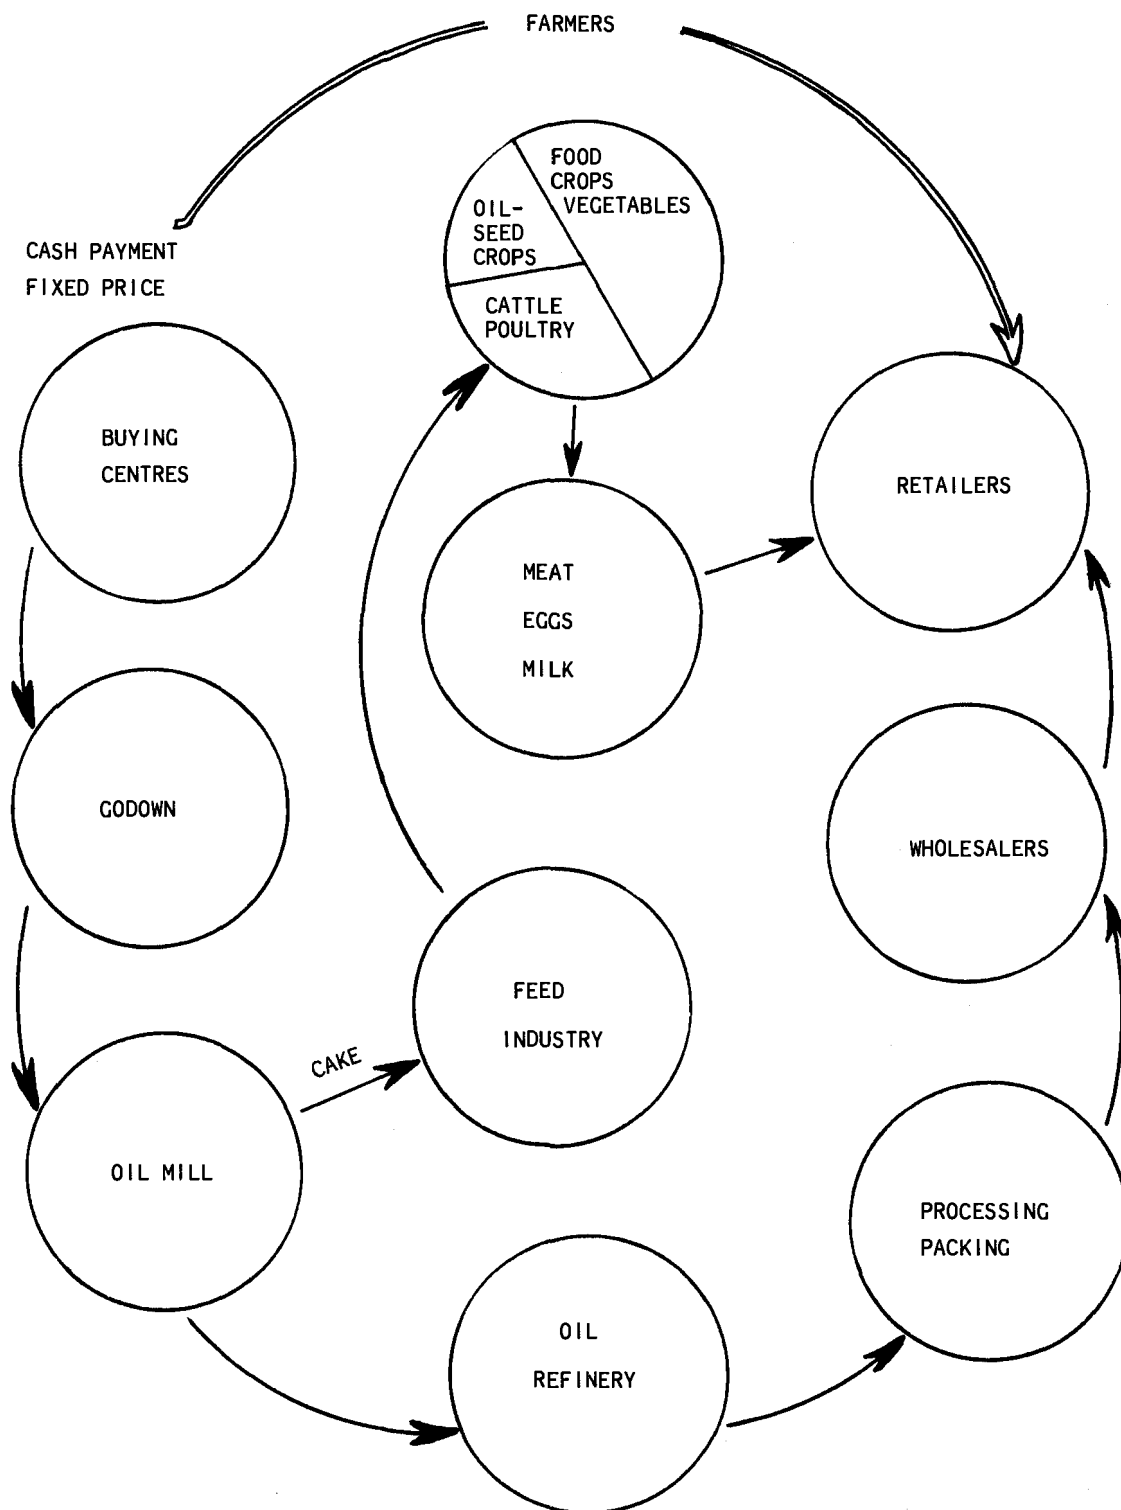 FARMERS
FOOD
CROPS
VEGETABLES
OIL-
SEED
CROPS
CATTLE
POULTRY
CASH PAYMENT
FIXED PRICE
BUYING
CENTRES
RETAILERS
MEAT
EGGS
MILK
GODOWN
WHOLESALERS
FEED
INDUSTRY
CAKE
OIL MILL
PROCESSING
PACKING
OIL
REFINERY